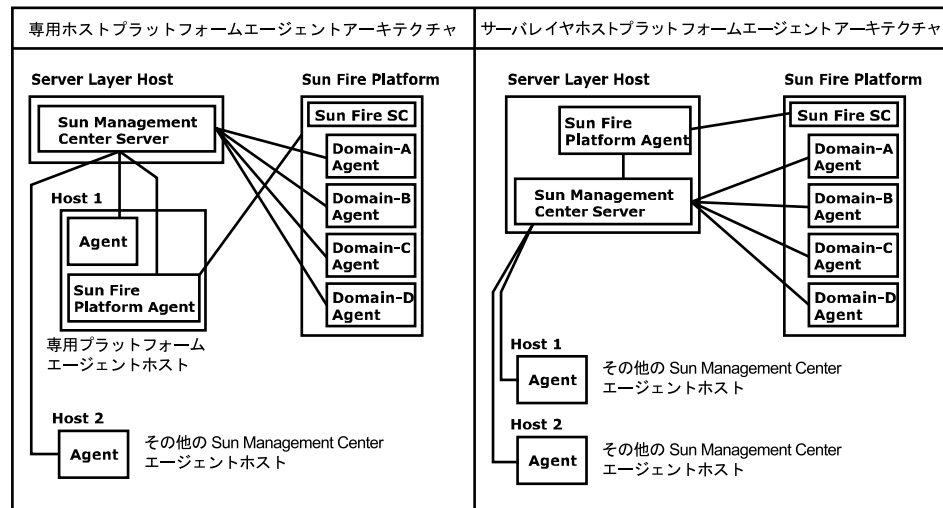 専用ホストプラットフォームエージェントアーキテクチャ
Server Layer Host
Sun Fire Platform
Sun Management
Center Server
Sun Fire SC
Domain-A
Agent
Domain-B
Agent
Domain-C
Agent
Domain-D
Agent
Host 1
Agent
Sun Fire
Platform Agent
専用プラットフォーム
エージェントホスト
Host 2
Agent
その他の Sun Management Center
エージェントホスト
サーバレイヤホストプラットフォームエージェントアーキテクチャ
Server Layer Host
Sun Fire Platform
Sun Fire
Platform Agent
Sun Fire SC
Sun Management
Center Server
Domain-A
Agent
Domain-B
Agent
Domain-C
Agent
Domain-D
Agent
Host 1
Agent
その他の Sun Management Center
エージェントホスト
Host 2
Agent
その他の Sun Management Center
エージェントホスト